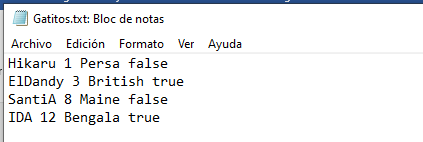 Gatitos.txt: Bloc de notas
Archivo Edición Formato Ver Ayuda
Hikaru 1 Persa false
ElDandy 3 British true
SantiA 8 Maine false
IDA 12 Bengala true